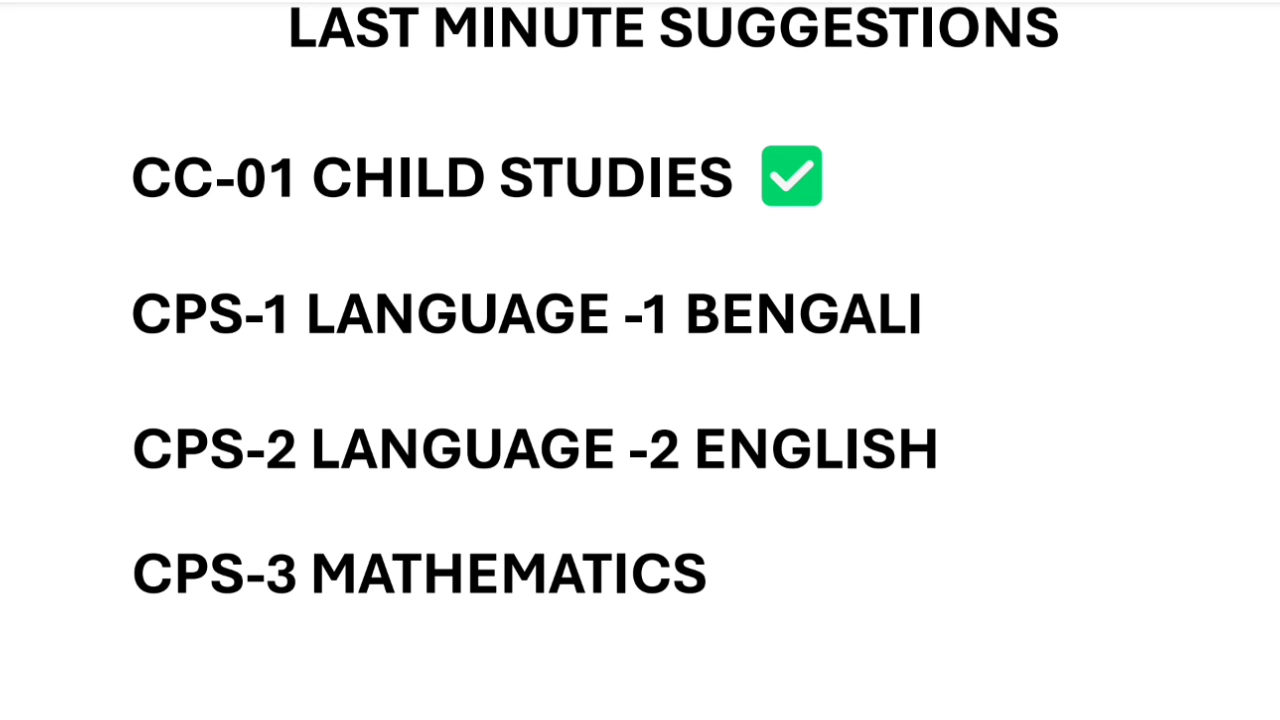 LAST MINUTE SUGGESTIONS
CC-01 CHILD STUDIES ✅
CPS-1 LANGUAGE -1 BENGALI
CPS-2 LANGUAGE -2 ENGLISH
CPS-3 MATHEMATICS